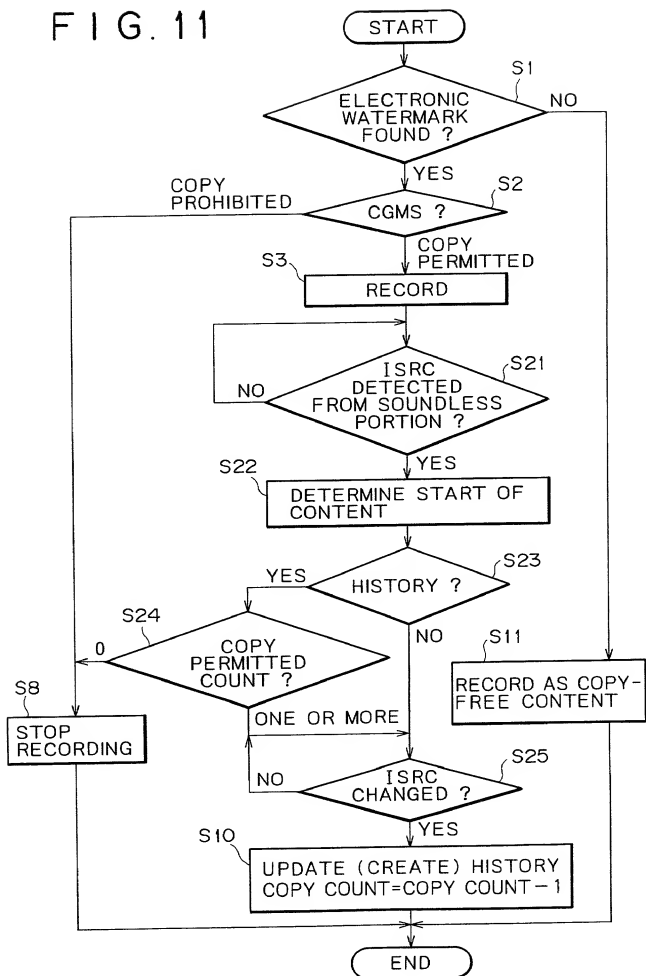 FIG. 11
START
S1
ELECTRONIC
WATERMARK
FOUND ?
NO
YES
COPY
PROHIBITED
S2
CGMS ?
COPY
PERMITTED
S3
RECORD
S21
ISRC
DETECTED
FROM SOUNDLESS
PORTION ?
NO
YES
S22
DETERMINE START OF
CONTENT
S23
HISTORY ?
YES
NO
S24
COPY
PERMITTED
COUNT ?
0
S11
RECORD AS COPY-
FREE CONTENT
S8
STOP
RECORDING
ONE OR MORE
S25
ISRC
CHANGED ?
NO
YES
S10
UPDATE (CREATE) HISTORY
COPY COUNT=COPY COUNT-1
END